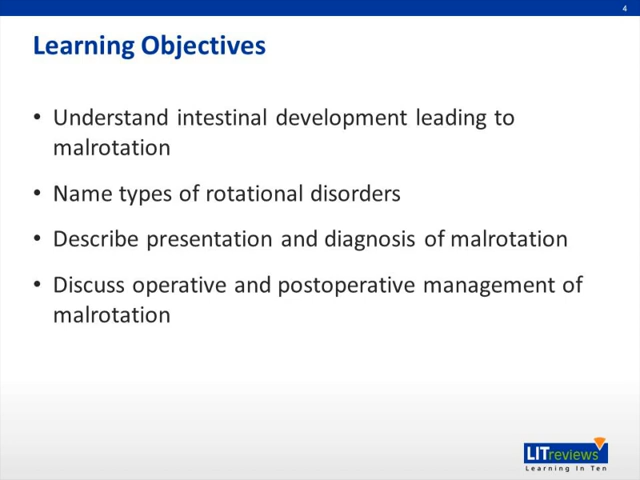 4
Learning Objectives
• Understand intestinal development leading to
malrotation
• Name types of rotational disorders
• Describe presentation and diagnosis of malrotation
• Discuss operative and postoperative management of
malrotation
LITreviews
Learning In Ten